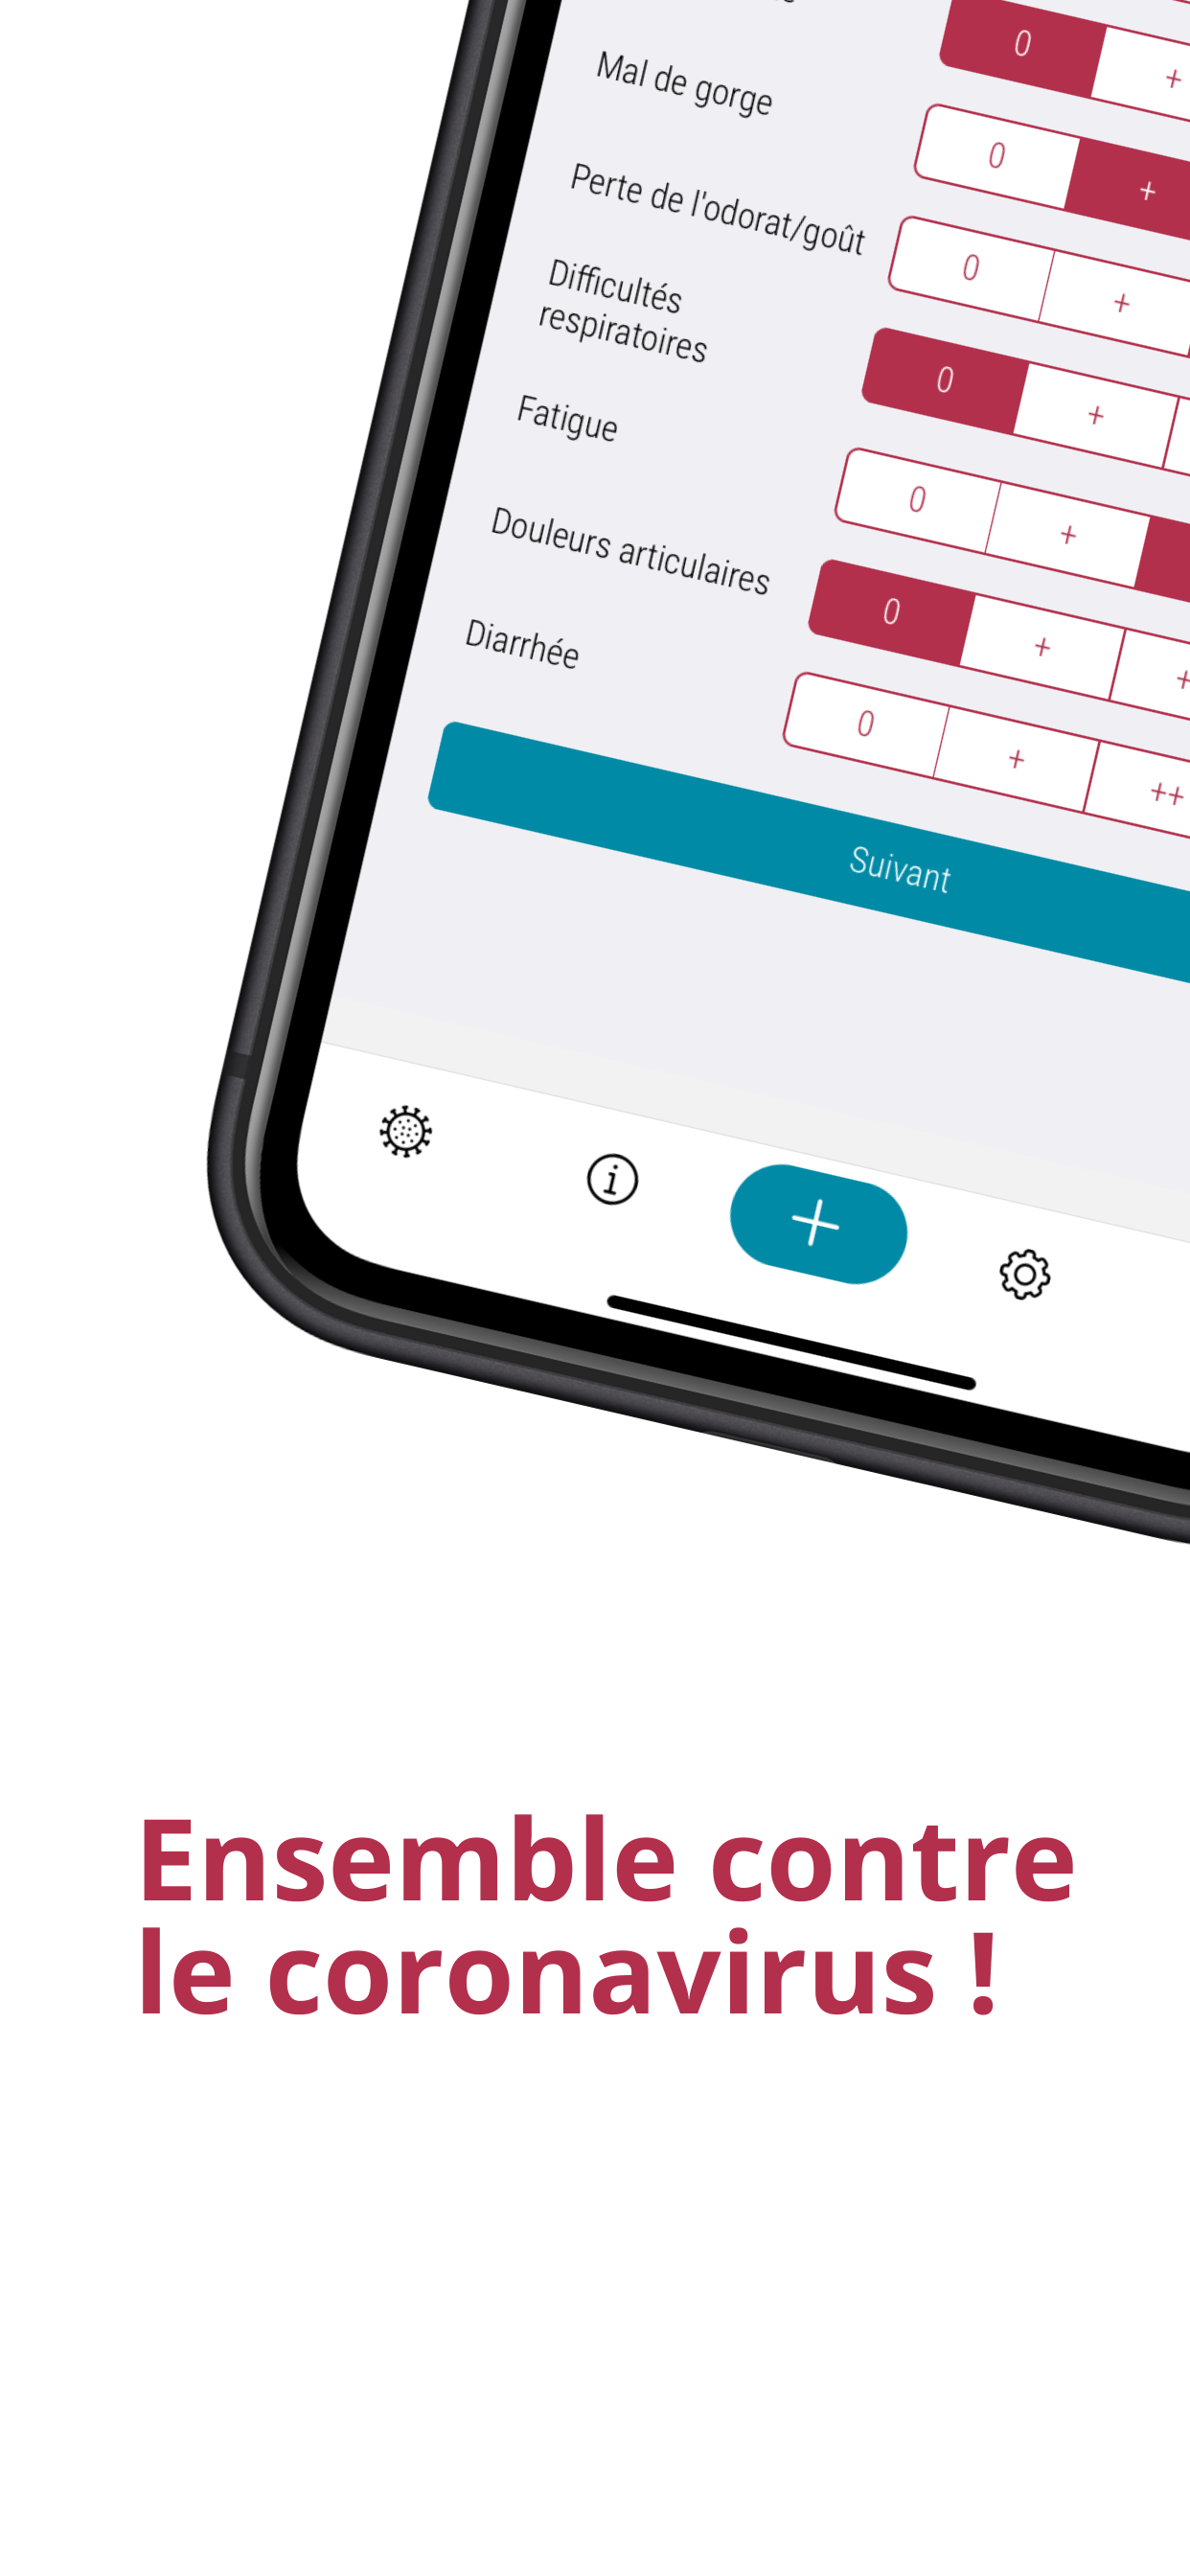 0 +
Mal de gorge
0 +
Perte de l'odorat/goût
0 +
Difficultés
respiratoires
0 +
Fatigue
0 +
Douleurs articulaires
0 + +
Diarrhée
0 + ++
Suivant
Ensemble contre
le coronavirus !